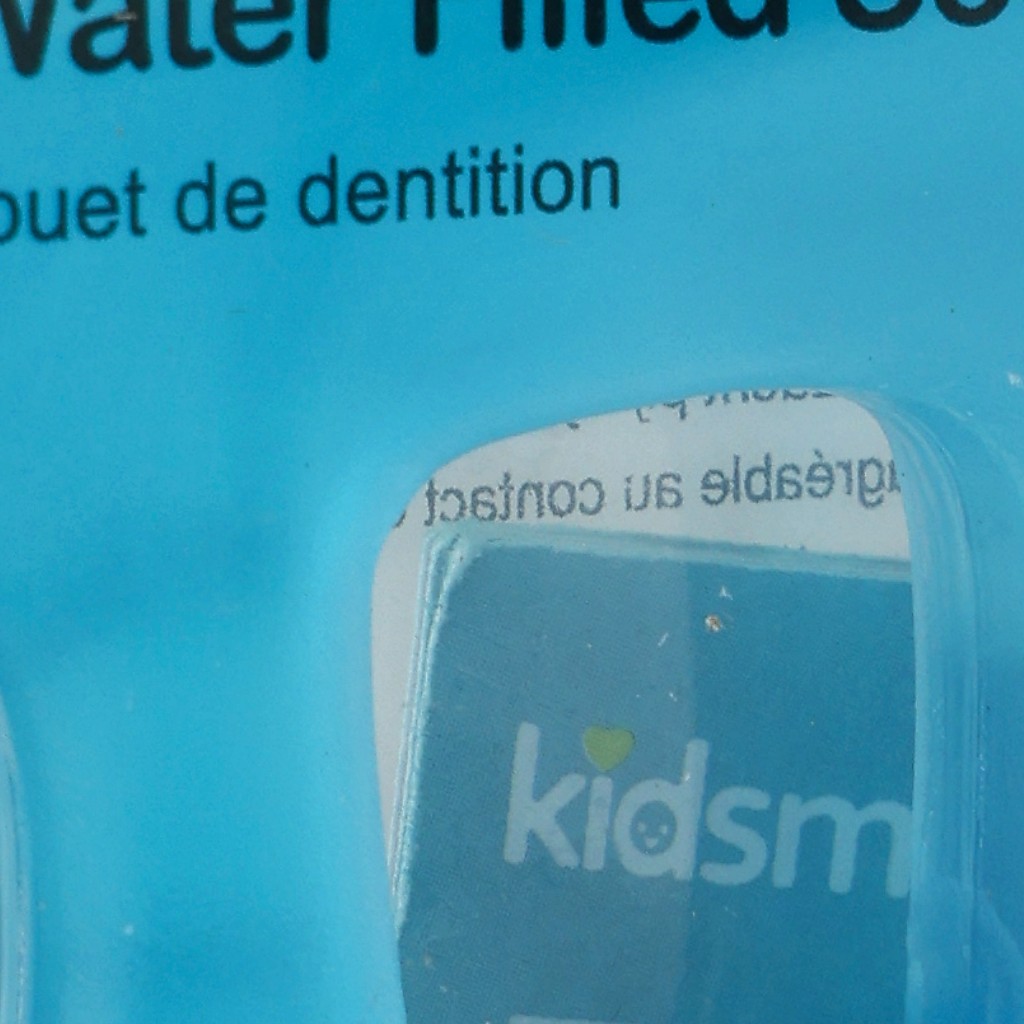 Water Filled
ouet de dentition
agréable au contact
kidsm